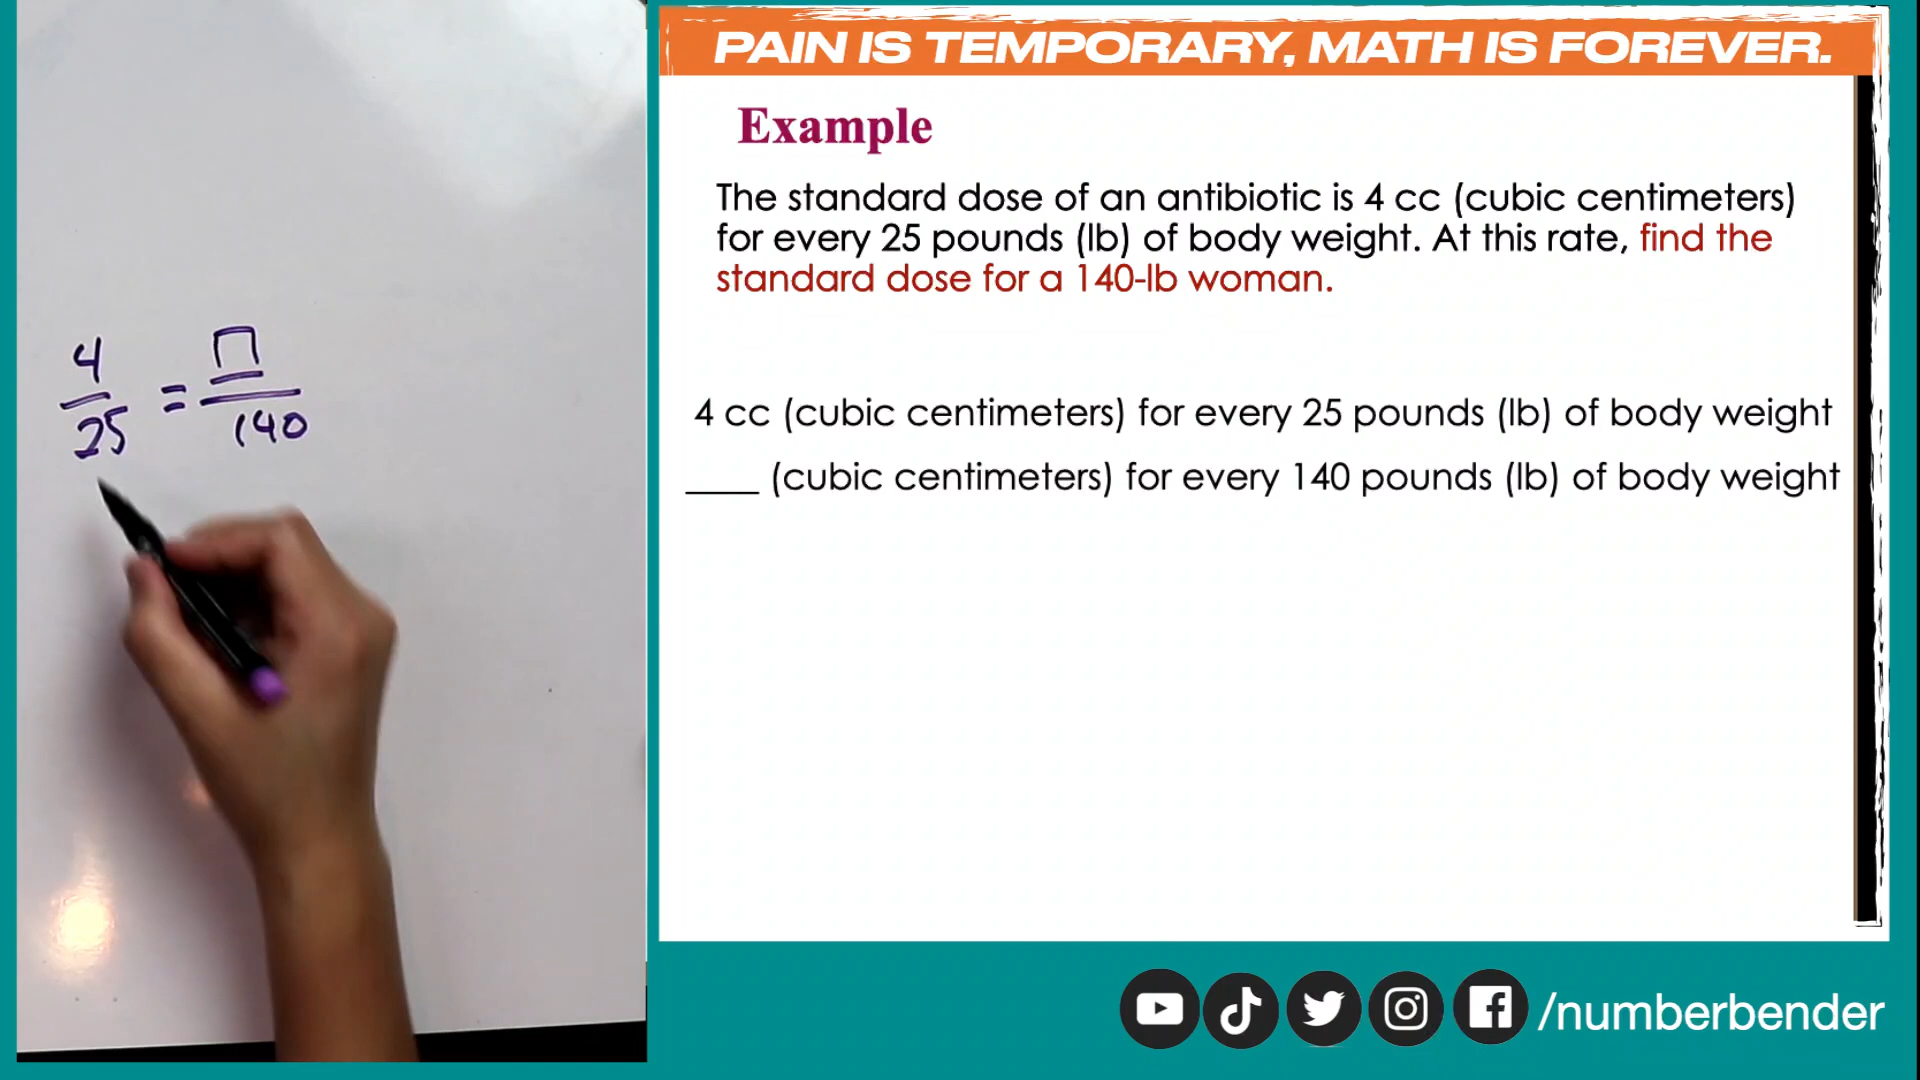 PAIN IS TEMPORARY, MATH IS FOREVER.
Example
The standard dose of an antibiotic is 4 cc (cubic centimeters)
for every 25 pounds (lb) of body weight. At this rate, find the
standard dose for a 140-lb woman.
4 cc (cubic centimeters) for every 25 pounds (lb) of body weight
____ (cubic centimeters) for every 140 pounds (lb) of body weight
4
25
=
□
140
/numberbender